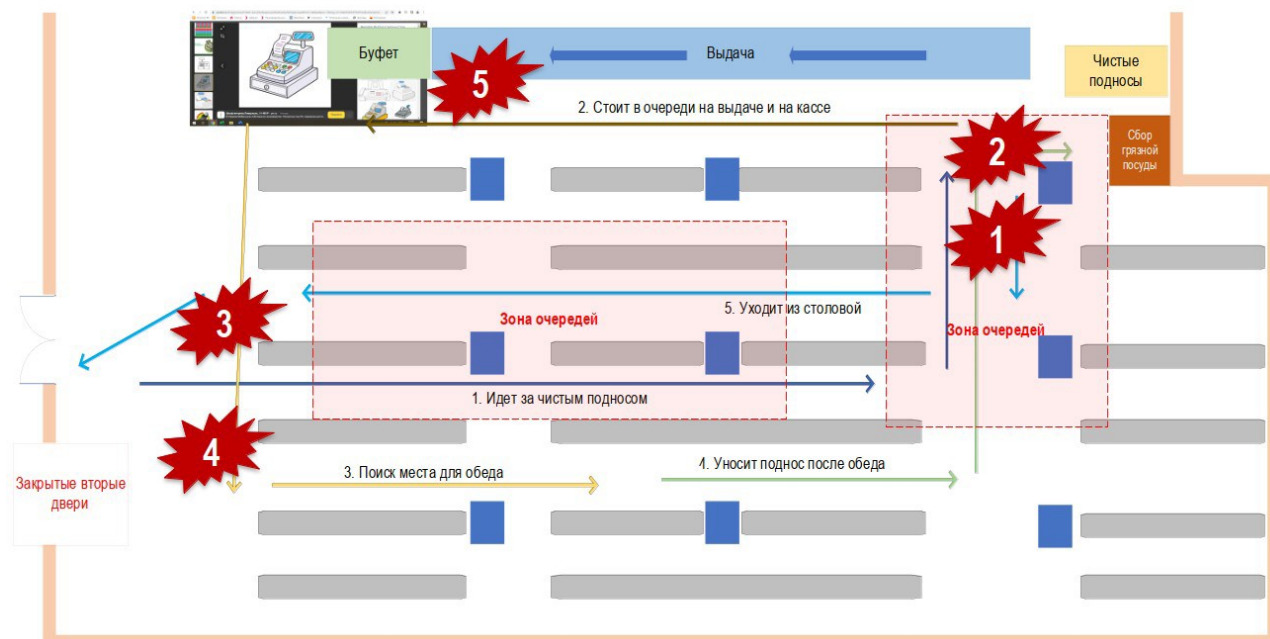 Буфет
Выдача
Чистые
подносы
5
2. Стоит в очереди на выдаче и на кассе
2
Сбор
грязной
посуды
1
3
5. Уходит из столовой
Зона очередей
Зона очередей
1. Идет за чистым подносом
4
3. Поиск места для обеда
4. Уносит поднос после обеда
Закрытые вторые
двери